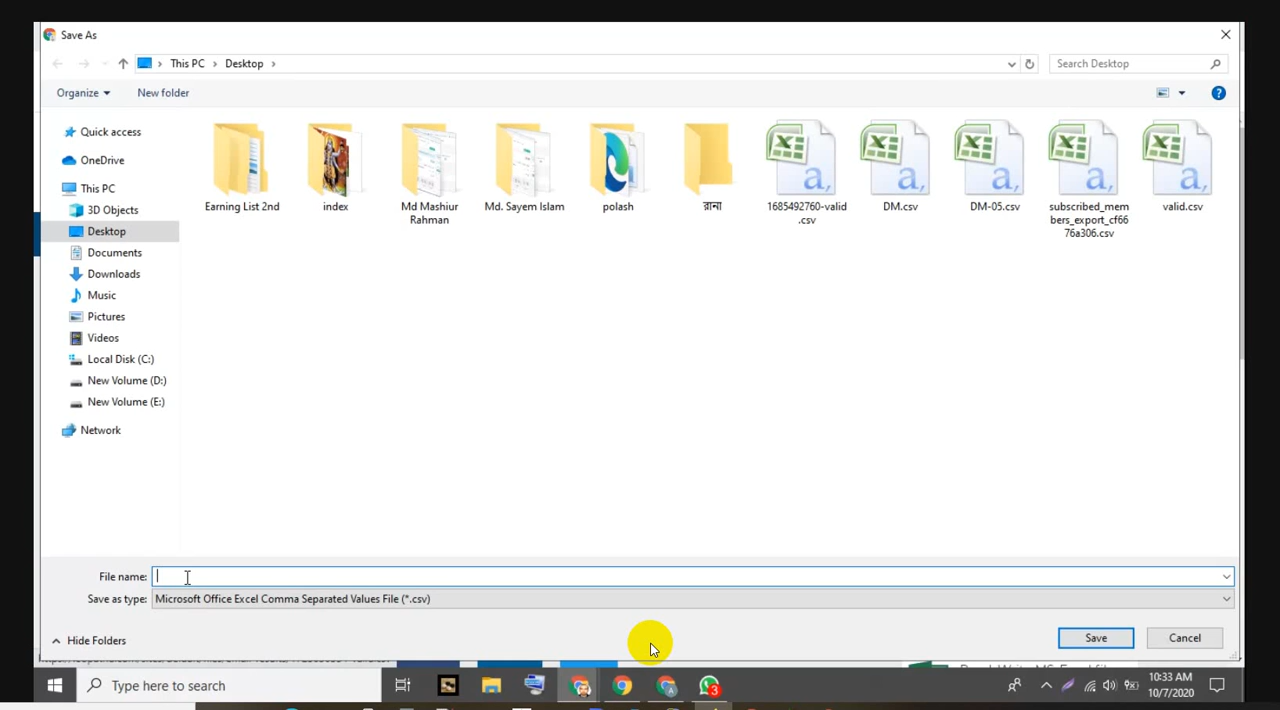 Save As
This PC
Desktop
Search Desktop
Organize
New folder
Quick access
OneDrive
This PC
3D Objects
Desktop
Documents
Downloads
Music
Pictures
Videos
Local Disk (C:)
New Volume (D:)
New Volume (E:)
Network
Earning List 2nd
index
Md Mashiur
Rahman
Md. Sayem Islam
polash
রানা
1685492760-valid
.csv
DM.csv
DM-05.csv
subscribed_mem
bers_export_cf66
76a306.csv
valid.csv
File name:
Save as type:
Microsoft Office Excel Comma Separated Values File (*.csv)
Hide Folders
Save
Cancel
Type here to search
3
10:33 AM
10/7/2020